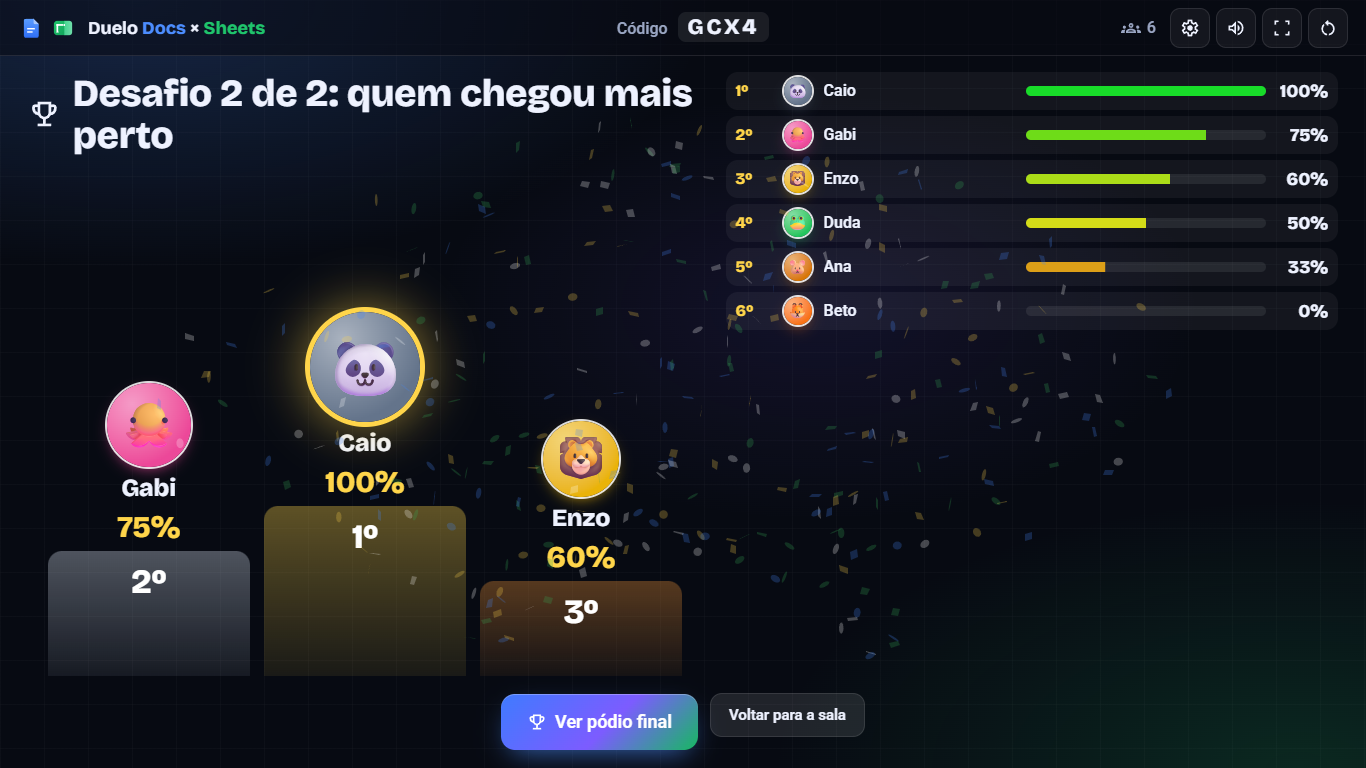 Duelo Docs × Sheets
Código GCX4
6
Desafio 2 de 2: quem chegou mais
perto
1º Caio 100%
2º Gabi 75%
3º Enzo 60%
4º Duda 50%
5º Ana 33%
6º Beto 0%
Caio
100%
1º
Gabi
75%
2º
Enzo
60%
3º
Ver pódio final
Voltar para a sala